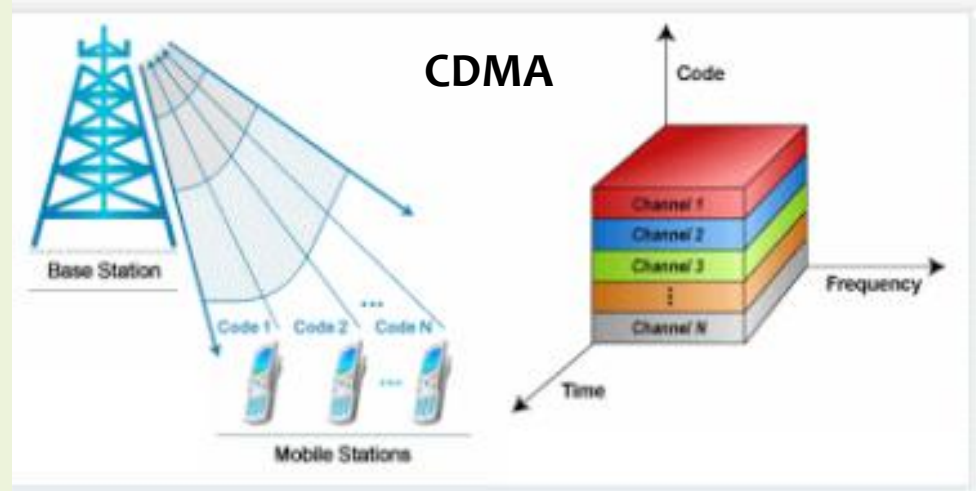 CDMA
Base Station
Code 1 Code 2 ... Code N
...
Mobile Stations
Code
Channel 1
Channel 2
Channel 3
⋮
Channel N
Frequency
Time